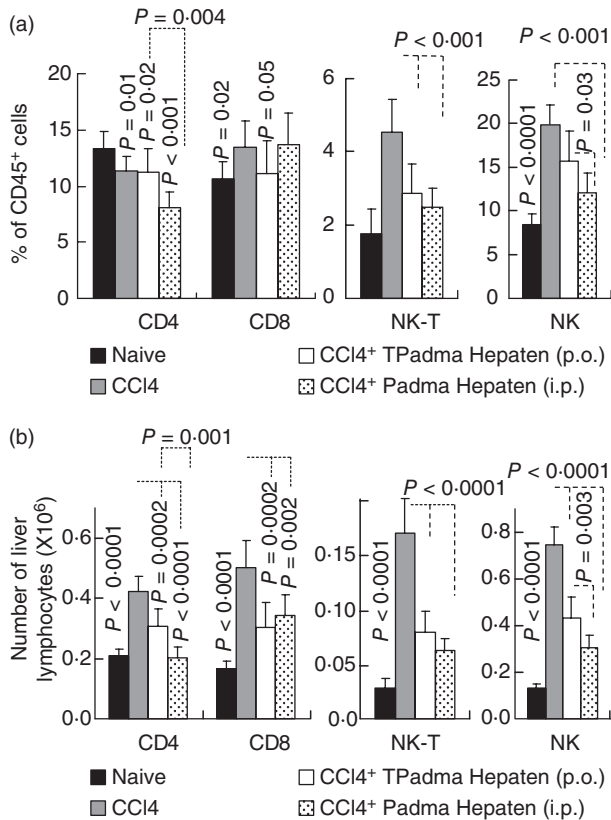 (a)
P = 0·004
P < 0·001
P < 0·001
% of CD45+ cells
20
15
10
5
0
P = 0·01
P = 0·02
P < 0·001
P = 0·02
P = 0·05
CD4
CD8
6
4
2
0
NK-T
25
20
15
10
5
0
P < 0·0001
P = 0·03
NK
Naive
CCl4
CCl4+ TPadma Hepaten (p.o.)
CCl4+ Padma Hepaten (i.p.)
(b)
P = 0·001
P < 0·0001
P < 0·0001
Number of liver
lymphocytes (X10⁶)
0·6
0·4
0·2
0·0
P < 0·0001
P = 0·0002
P < 0·0001
P < 0·0001
P = 0·0002
P = 0·002
CD4
CD8
0·15
0·10
0·05
0·00
P < 0·0001
NK-T
0·8
0·6
0·4
0·2
0·0
P < 0·0001
P = 0·003
NK
Naive
CCl4
CCl4+ TPadma Hepaten (p.o.)
CCl4+ Padma Hepaten (i.p.)